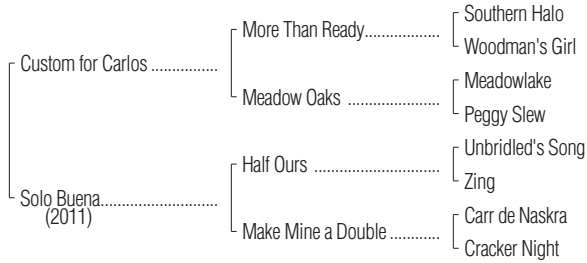 Southern Halo
More Than Ready..................
Woodman's Girl
Custom for Carlos ................
Meadowlake
Meadow Oaks ......................
Peggy Slew
Unbridled's Song
Half Ours ..............................
Zing
Solo Buena............................
(2011)
Carr de Naskra
Make Mine a Double ............
Cracker Night